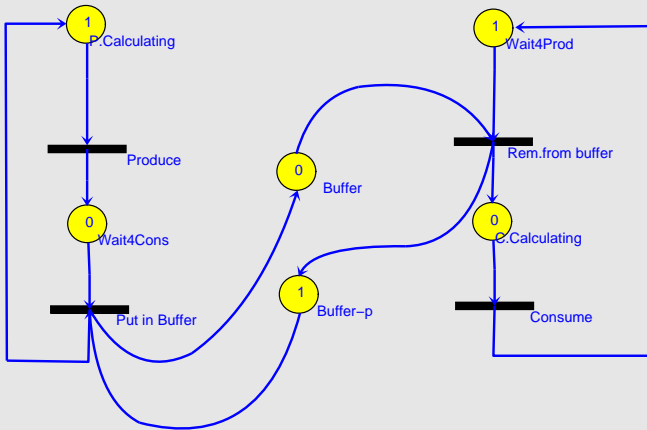 1
P.Calculating
1
Wait4Prod
Produce
Rem.from buffer
0
Buffer
0
Wait4Cons
0
C.Calculating
1
Buffer−p
Put in Buffer
Consume